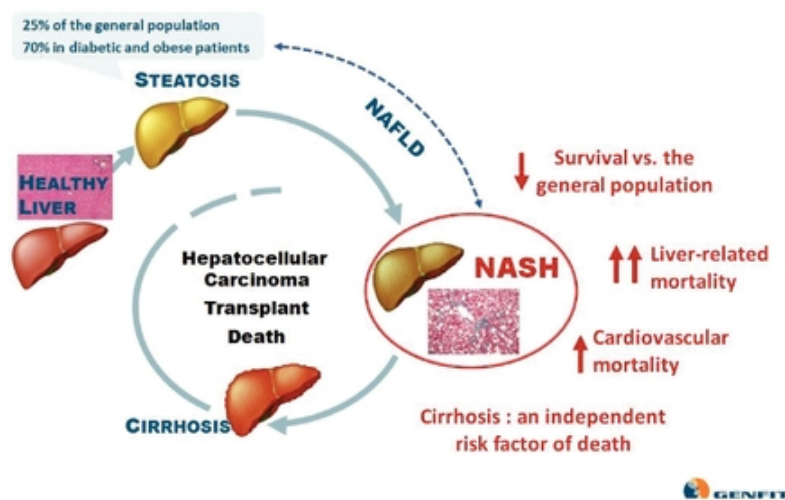 25% of the general population
70% in diabetic and obese patients
STEATOSIS
NAFLD
HEALTHY
LIVER
Survival vs. the
general population
NASH
Liver-related
mortality
Hepatocellular
Carcinoma
Transplant
Death
Cardiovascular
mortality
CIRRHOSIS
Cirrhosis : an independent
risk factor of death
GENFIT